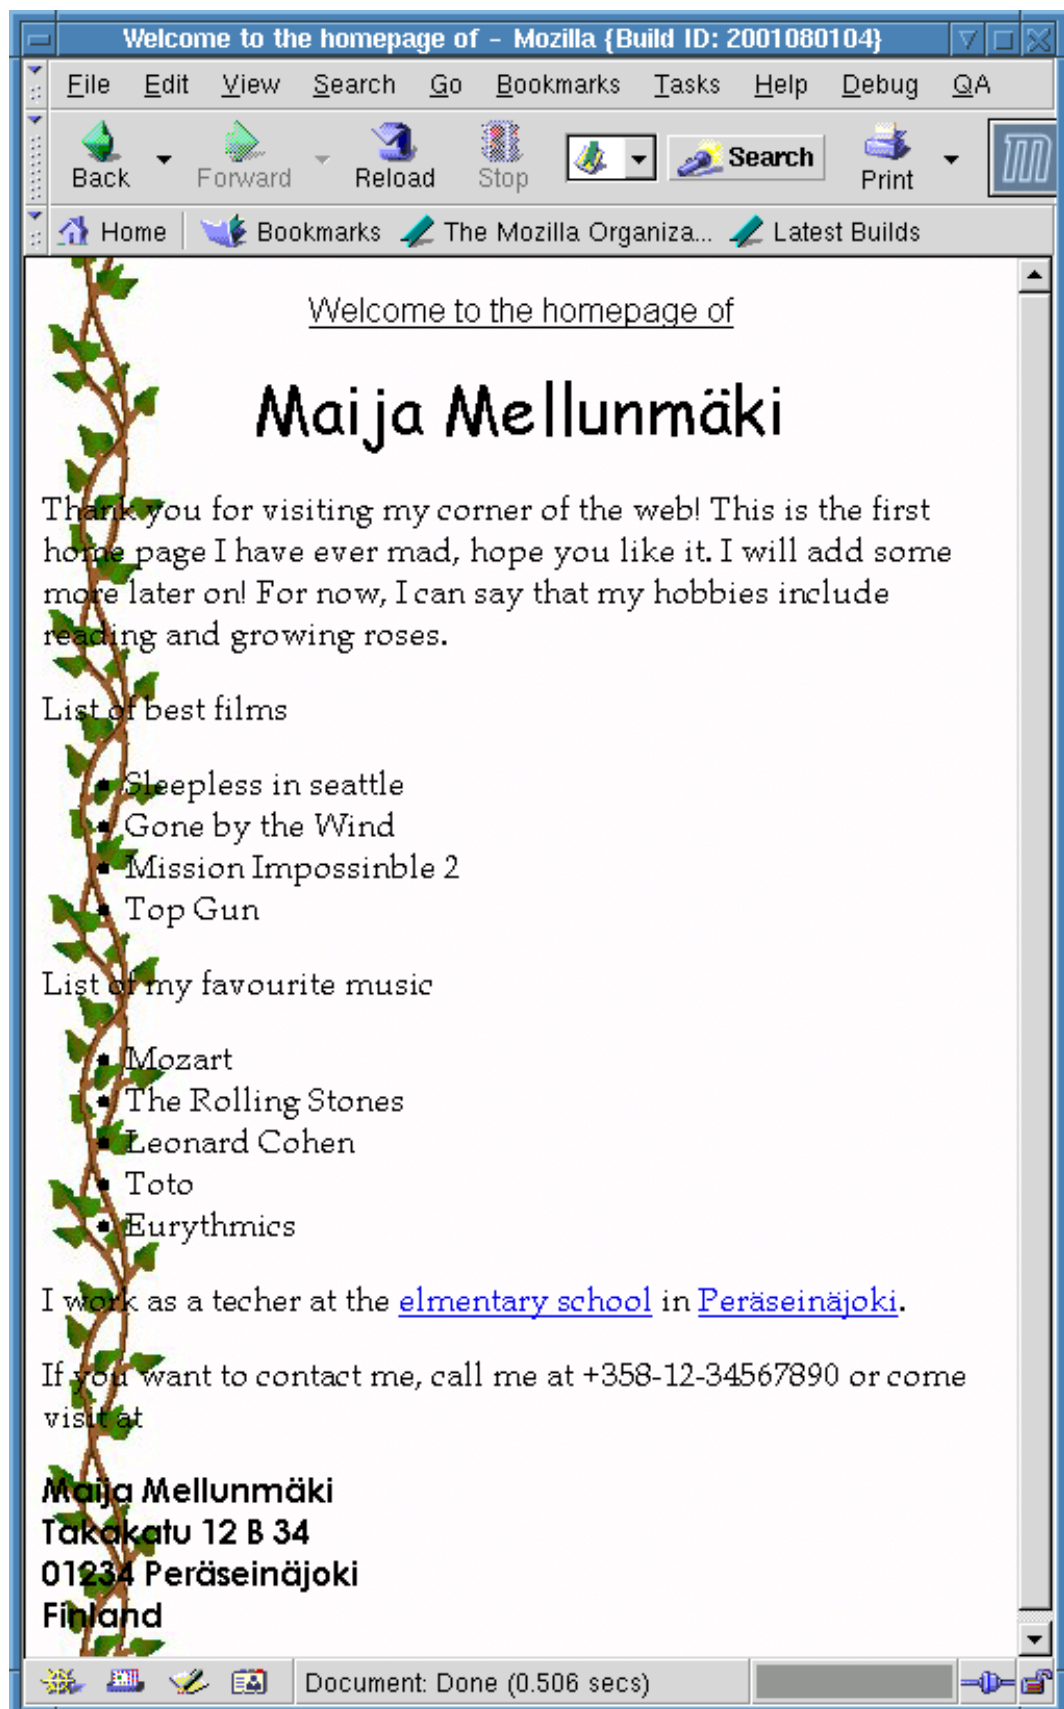 Welcome to the homepage of - Mozilla {Build ID: 2001080104}
File Edit View Search Go Bookmarks Tasks Help Debug QA
Back Forward Reload Stop Search Print
Home Bookmarks The Mozilla Organiza... Latest Builds
Welcome to the homepage of
Maija Mellunmäki
Thank you for visiting my corner of the web! This is the first
home page I have ever mad, hope you like it. I will add some
more later on! For now, I can say that my hobbies include
reading and growing roses.
List of best films
• Sleepless in seattle
• Gone by the Wind
• Mission Impossinble 2
• Top Gun
List of my favourite music
• Mozart
• The Rolling Stones
• Leonard Cohen
• Toto
• Eurythmics
I work as a techer at the elmentary school in Peräseinäjoki.
If you want to contact me, call me at +358-12-34567890 or come
visit at
Maija Mellunmäki
Takakatu 12 B 34
01234 Peräseinäjoki
Finland
Document: Done (0.506 secs)